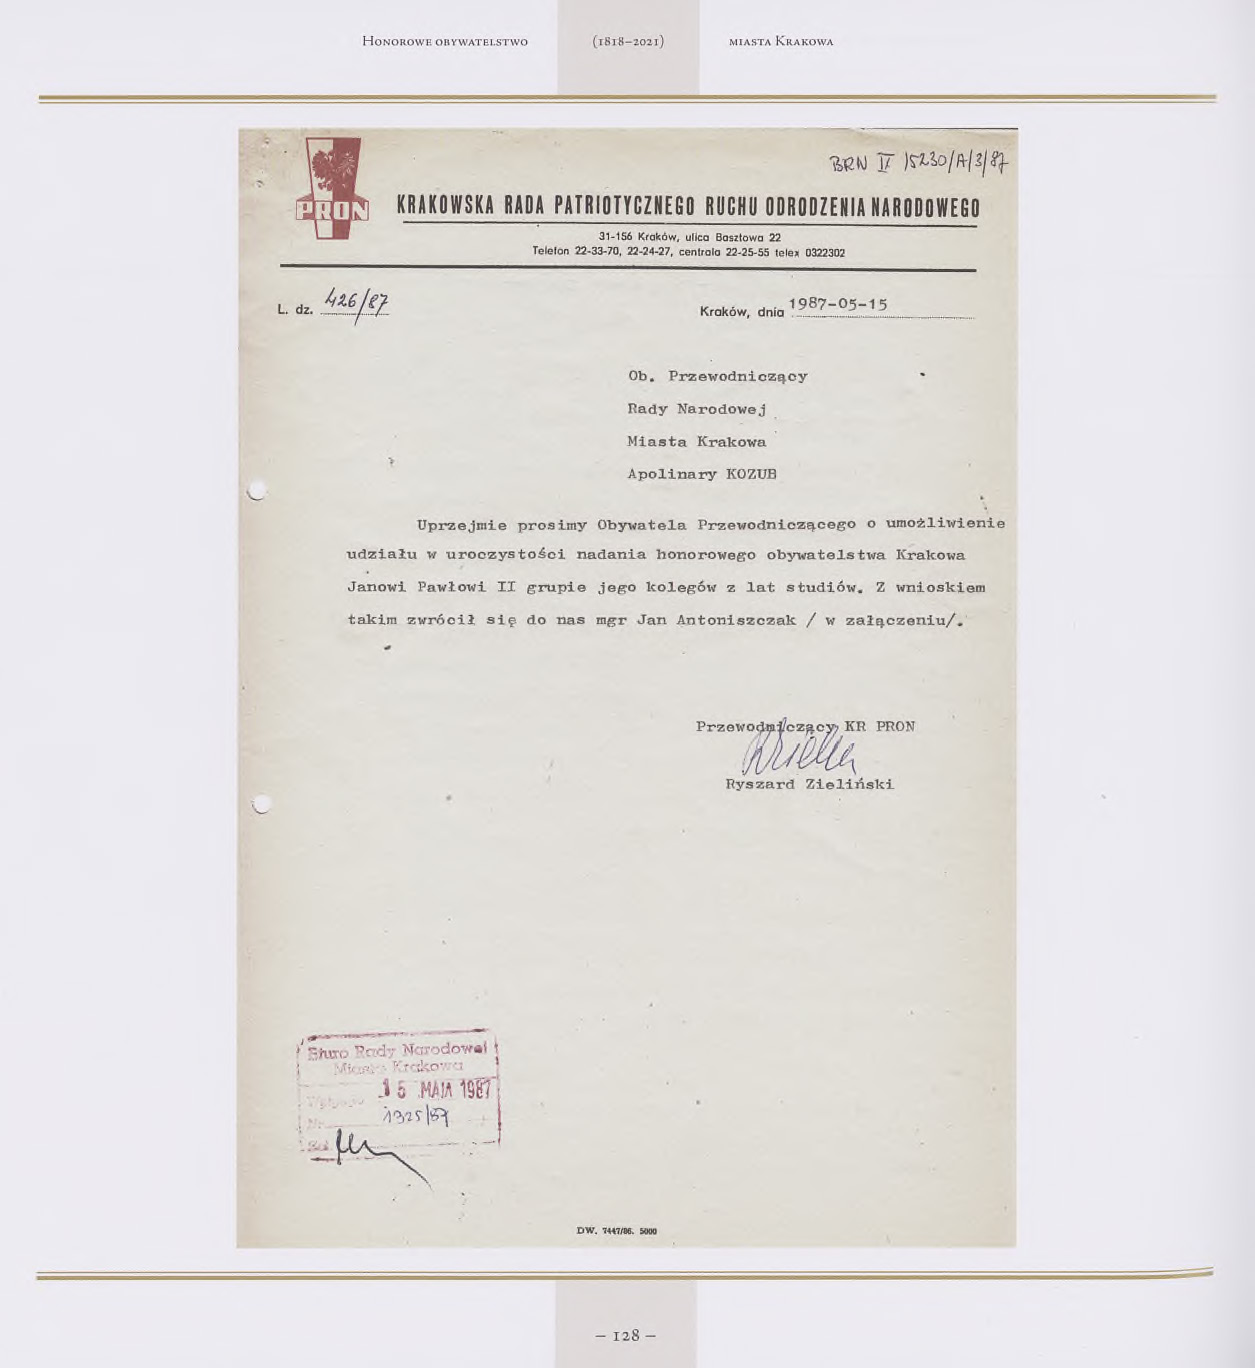 Honorowe obywatelstwo (1818–2021) miasta Krakowa
BRN II 15230/A/3/87
PRON
KRAKOWSKA RADA PATRIOTYCZNEGO RUCHU ODRODZENIA NARODOWEGO
31-156 Kraków, ulica Basztowa 22
Telefon 22-33-70, 22-24-27, centrala 22-25-55 telex 0322302
L. dz. 426/87
Kraków, dnia 1987-05-15
Ob. Przewodniczący
Rady Narodowej
Miasta Krakowa
Apolinary KOZUB
Uprzejmie prosimy Obywatela Przewodniczącego o umożliwienie
udziału w uroczystości nadania honorowego obywatelstwa Krakowa
Janowi Pawłowi II grupie jego kolegów z lat studiów. Z wnioskiem
takim zwrócił się do nas mgr Jan Antoniszczak / w załączeniu/.
Przewodniczący KR PRON
Ryszard Zieliński
Biuro Rady Narodowej
Miasta Krakowa
15 MAJA 1987
Nr 1325/87
DW. 7447/86. 5000
– 128 –